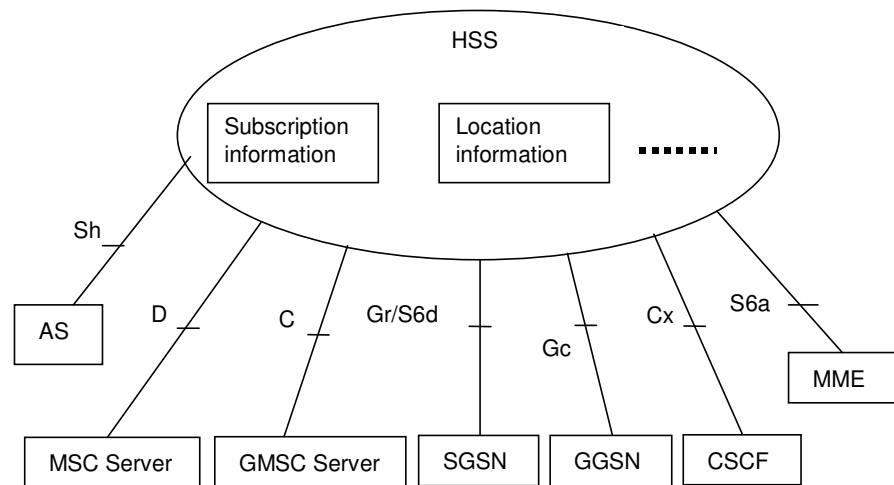 HSS
Subscription
information
Location
information
Sh
D
C
Gr/S6d
Gc
Cx
S6a
AS
MME
MSC Server
GMSC Server
SGSN
GGSN
CSCF